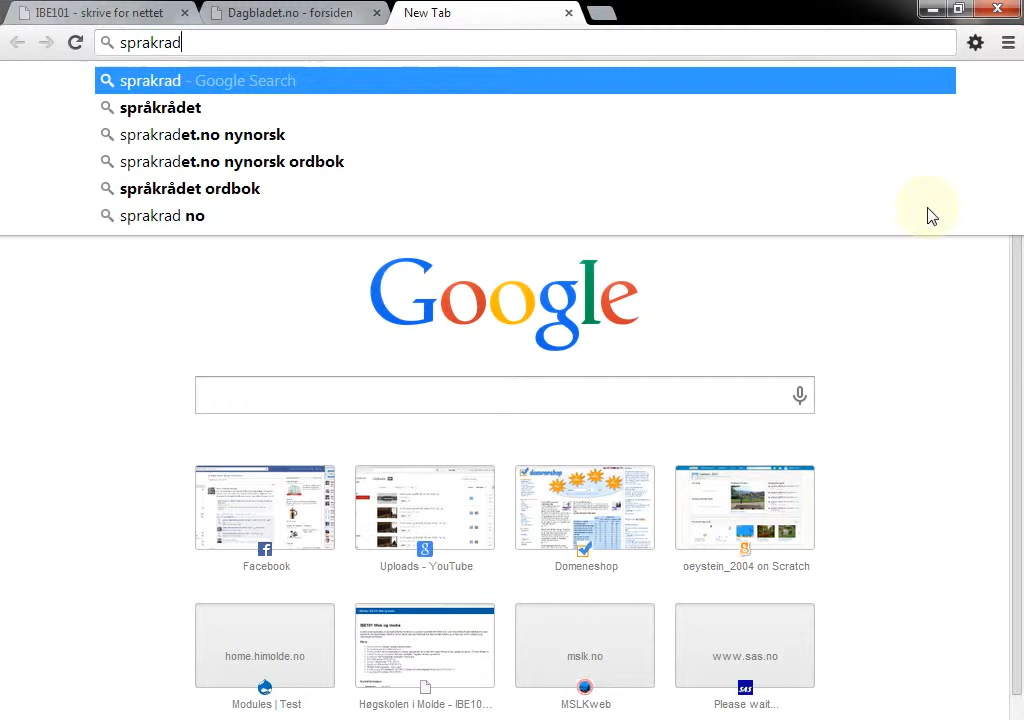 IBE101 - skrive for nettet
Dagbladet.no - forsiden
New Tab
sprakrad
sprakrad - Google Search
språkrådet
sprakradet.no nynorsk
sprakradet.no nynorsk ordbok
språkrådet ordbok
sprakrad no
Google
Facebook
Uploads - YouTube
Domeneshop
oeystein_2004 on Scratch
home.himolde.no
mslk.no
www.sas.no
Modules | Test
Høgskolen i Molde - IBE10...
MSLKweb
Please wait...